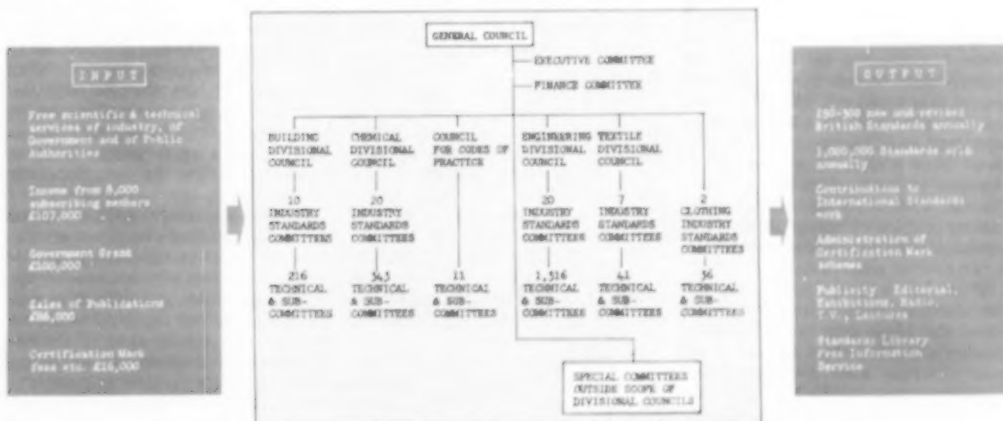 INPUT
Free scientific & technical
services of industry, of
Government and of Public
Authorities
Income from 8,000
subscribing members
£107,000
Government Grant
£100,000
Sales of Publications
£86,000
Certification Mark
fees etc. £16,000
GENERAL COUNCIL
EXECUTIVE COMMITTEE
FINANCE COMMITTEE
BUILDING
DIVISIONAL
COUNCIL
10
INDUSTRY
STANDARDS
COMMITTEES
216
TECHNICAL
& SUB-
COMMITTEES
CHEMICAL
DIVISIONAL
COUNCIL
20
INDUSTRY
STANDARDS
COMMITTEES
343
TECHNICAL
& SUB-
COMMITTEES
COUNCIL
FOR CODES OF
PRACTICE
11
TECHNICAL
& SUB-
COMMITTEES
ENGINEERING
DIVISIONAL
COUNCIL
20
INDUSTRY
STANDARDS
COMMITTEES
1,316
TECHNICAL
& SUB-
COMMITTEES
TEXTILE
DIVISIONAL
COUNCIL
7
INDUSTRY
STANDARDS
COMMITTEES
41
TECHNICAL
& SUB-
COMMITTEES
2
CLOTHING
INDUSTRY
STANDARDS
COMMITTEES
36
TECHNICAL
& SUB-
COMMITTEES
SPECIAL COMMITTEES
OUTSIDE SCOPE OF
DIVISIONAL COUNCILS
OUTPUT
new and revised
British Standards annually
1,000,000 Standards sold
annually
Contributions to
International Standards
work
Administration of
Certification Mark
schemes
Publicity Editorial,
Exhibitions, Radio,
T.V., Lectures
Standards Library
Free Information
Service